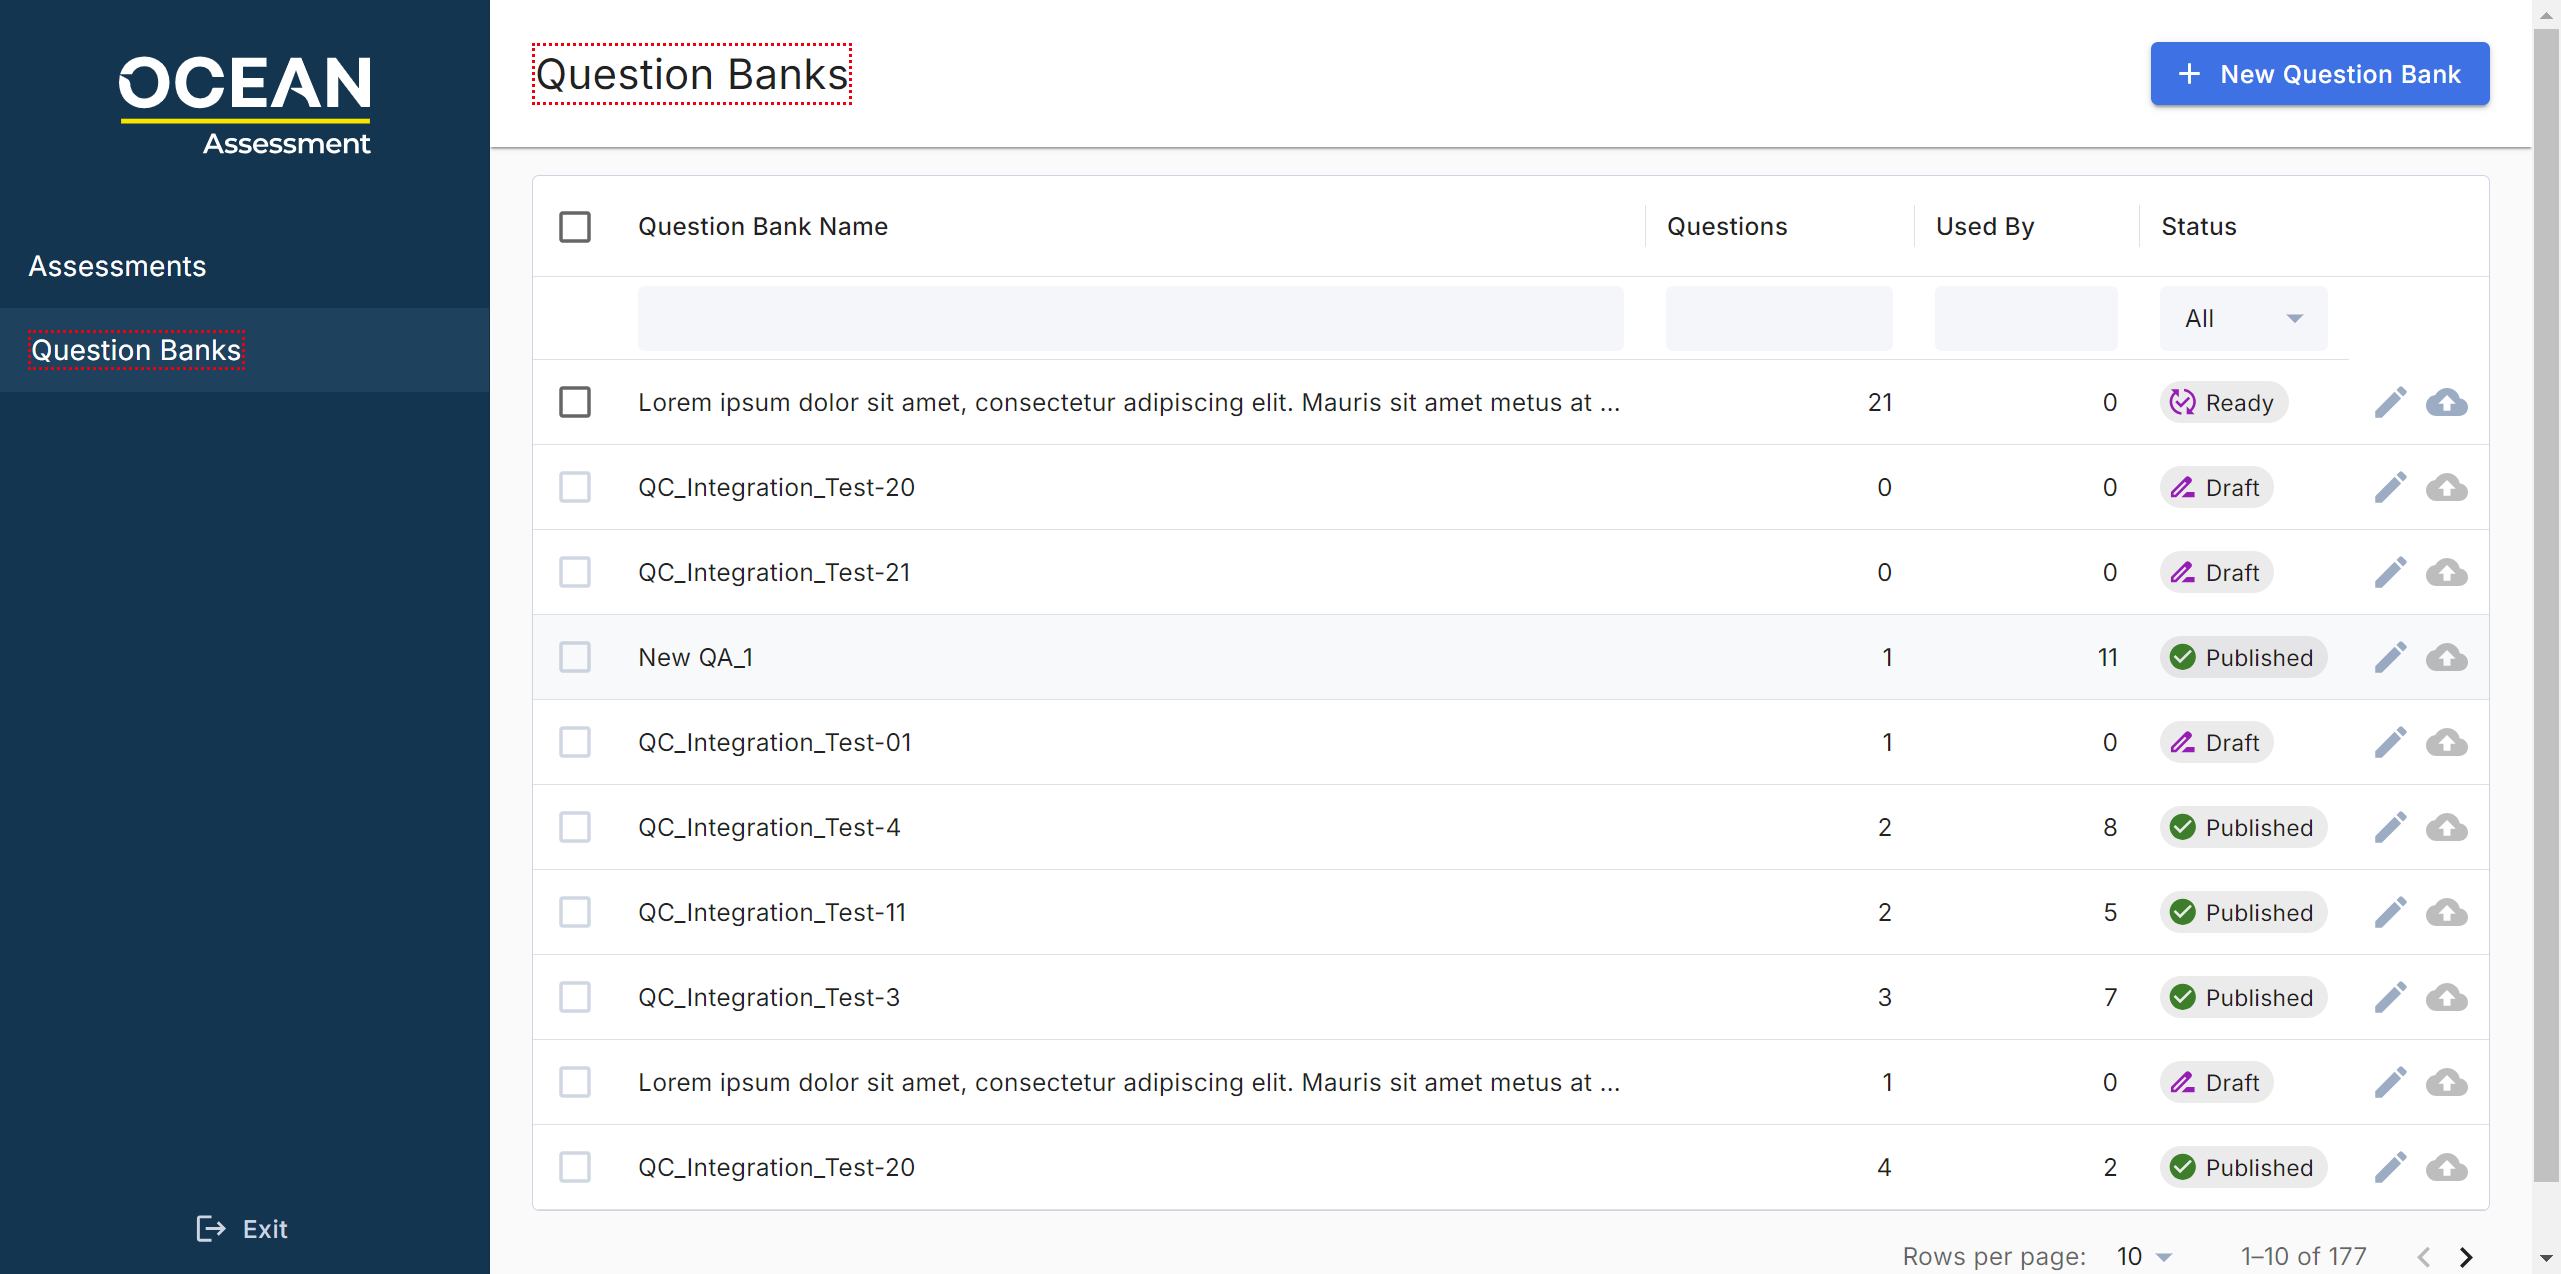 OCEAN
Assessment
Assessments
Question Banks
Exit
Question Banks
New Question Bank
Question Bank Name Questions Used By Status
All
Lorem ipsum dolor sit amet, consectetur adipiscing elit. Mauris sit amet metus at ... 21 0 Ready
QC_Integration_Test-20 0 0 Draft
QC_Integration_Test-21 0 0 Draft
New QA_1 1 11 Published
QC_Integration_Test-01 1 0 Draft
QC_Integration_Test-4 2 8 Published
QC_Integration_Test-11 2 5 Published
QC_Integration_Test-3 3 7 Published
Lorem ipsum dolor sit amet, consectetur adipiscing elit. Mauris sit amet metus at ... 1 0 Draft
QC_Integration_Test-20 4 2 Published
Rows per page: 10 1–10 of 177